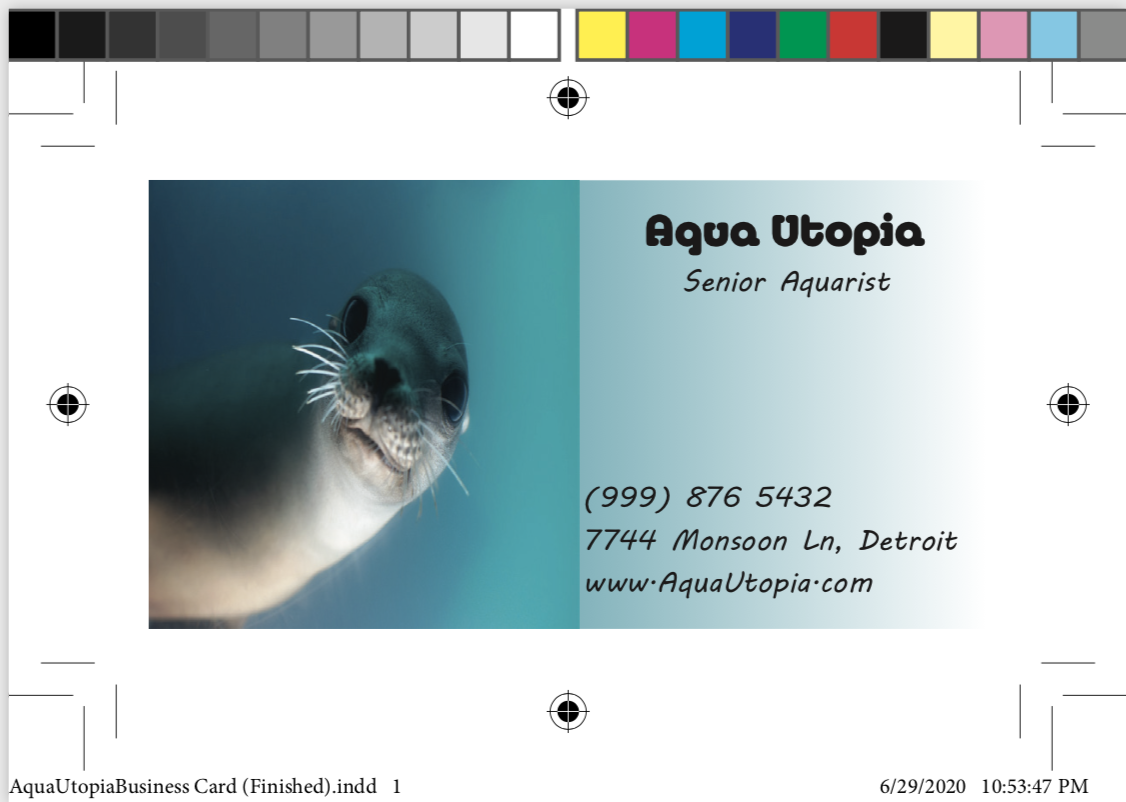 Aqua Utopia
Senior Aquarist
(999) 876 5432
7744 Monsoon Ln, Detroit
www.AquaUtopia.com
AquaUtopiaBusiness Card (Finished).indd 1
6/29/2020 10:53:47 PM